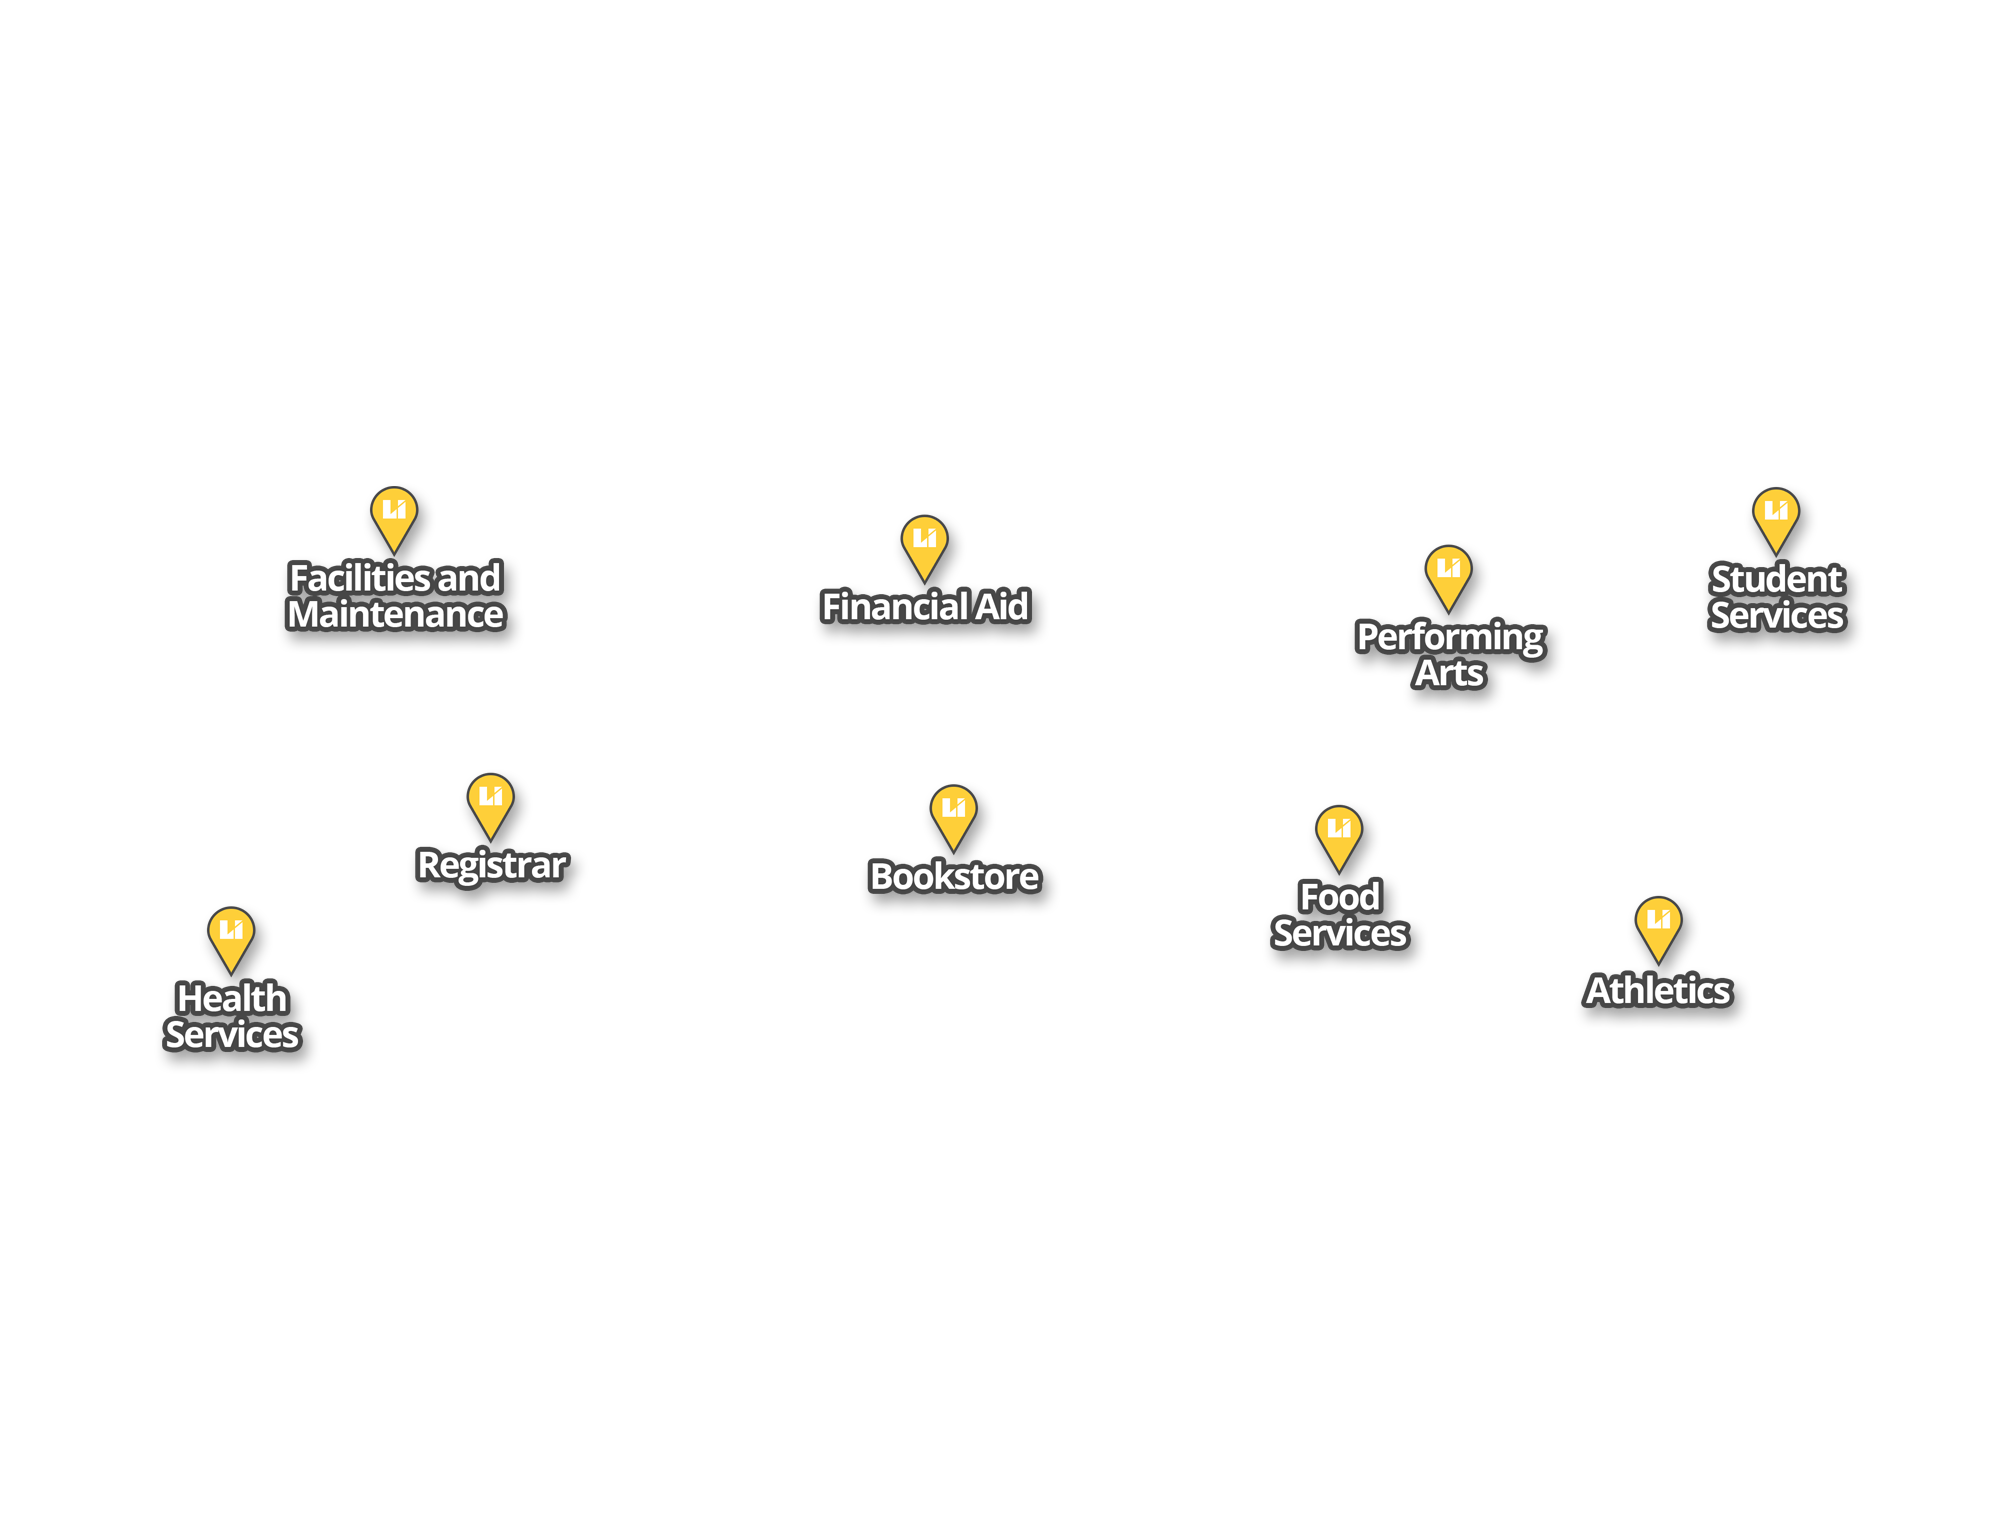 Facilities and
Maintenance
Financial Aid
Performing
Arts
Student
Services
Registrar
Bookstore
Food
Services
Health
Services
Athletics